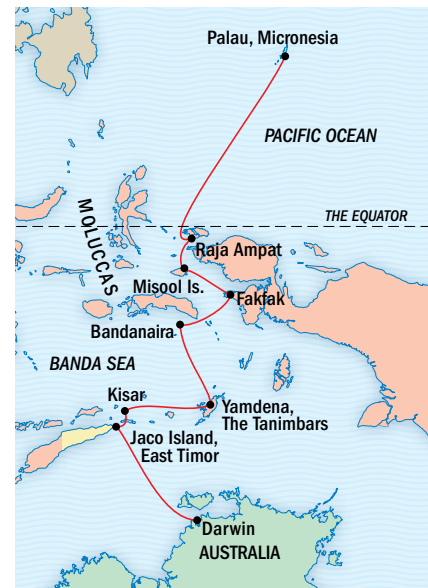 Palau, Micronesia
PACIFIC OCEAN
THE EQUATOR
MOLUCCAS
Raja Ampat
Misool Is.
Fakfak
Bandanaira
BANDA SEA
Kisar
Yamdena,
The Tanimbars
Jaco Island,
East Timor
Darwin
AUSTRALIA